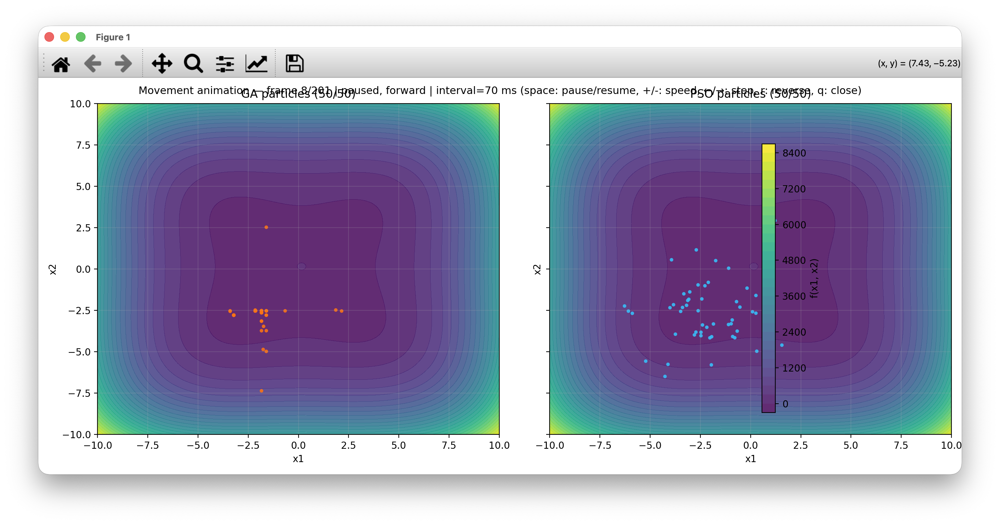 Figure 1
(x, y) = (7.43, −5.23)
Movement animation — frame 8/201 | paused, forward | interval=70 ms (space: pause/resume, +/-: speed, ←/→: step, r: reverse, q: close)
GA particles (50/50)
PSO particles (50/50)
10.0
7.5
5.0
2.5
0.0
−2.5
−5.0
−7.5
−10.0
x2
−10.0 −7.5 −5.0 −2.5 0.0 2.5 5.0 7.5 10.0
x1
x2
8400
7200
6000
4800
3600
2400
1200
0
f(x1, x2)
−10.0 −7.5 −5.0 −2.5 0.0 2.5 5.0 7.5 10.0
x1